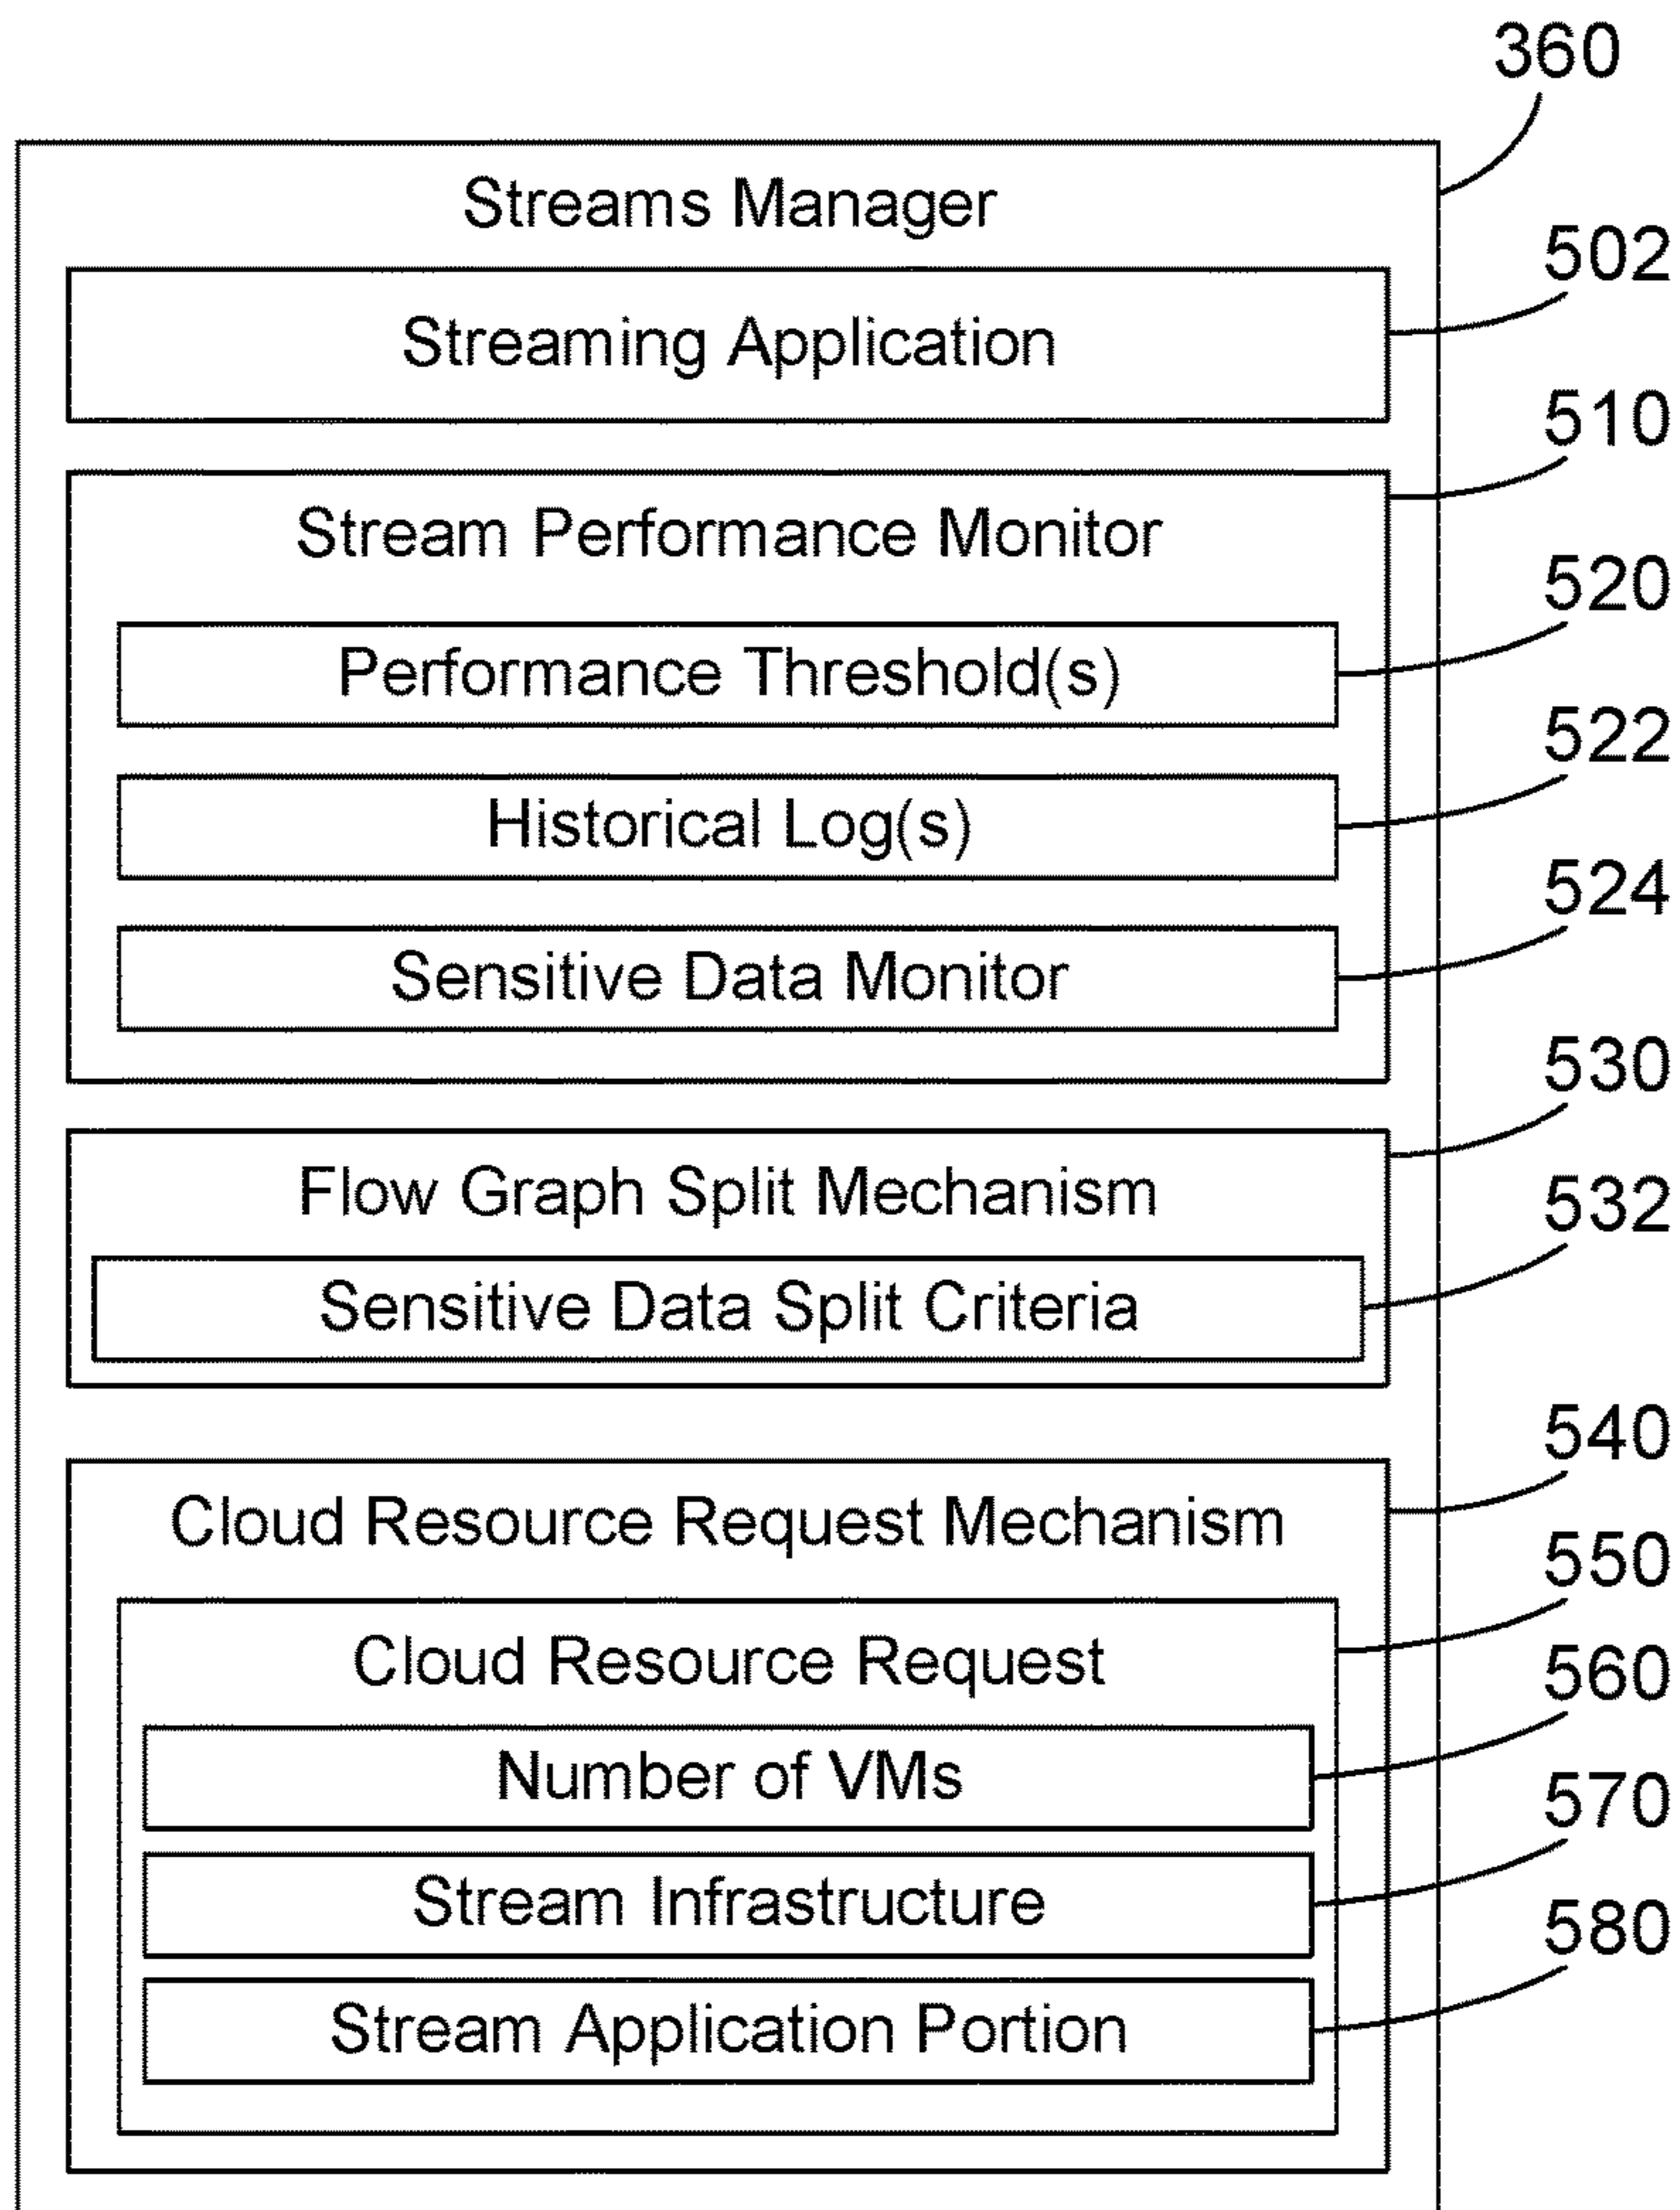 360
Streams Manager
502
Streaming Application
510
Stream Performance Monitor
520
Performance Threshold(s)
522
Historical Log(s)
524
Sensitive Data Monitor
530
Flow Graph Split Mechanism
532
Sensitive Data Split Criteria
540
Cloud Resource Request Mechanism
550
Cloud Resource Request
560
Number of VMs
570
Stream Infrastructure
580
Stream Application Portion